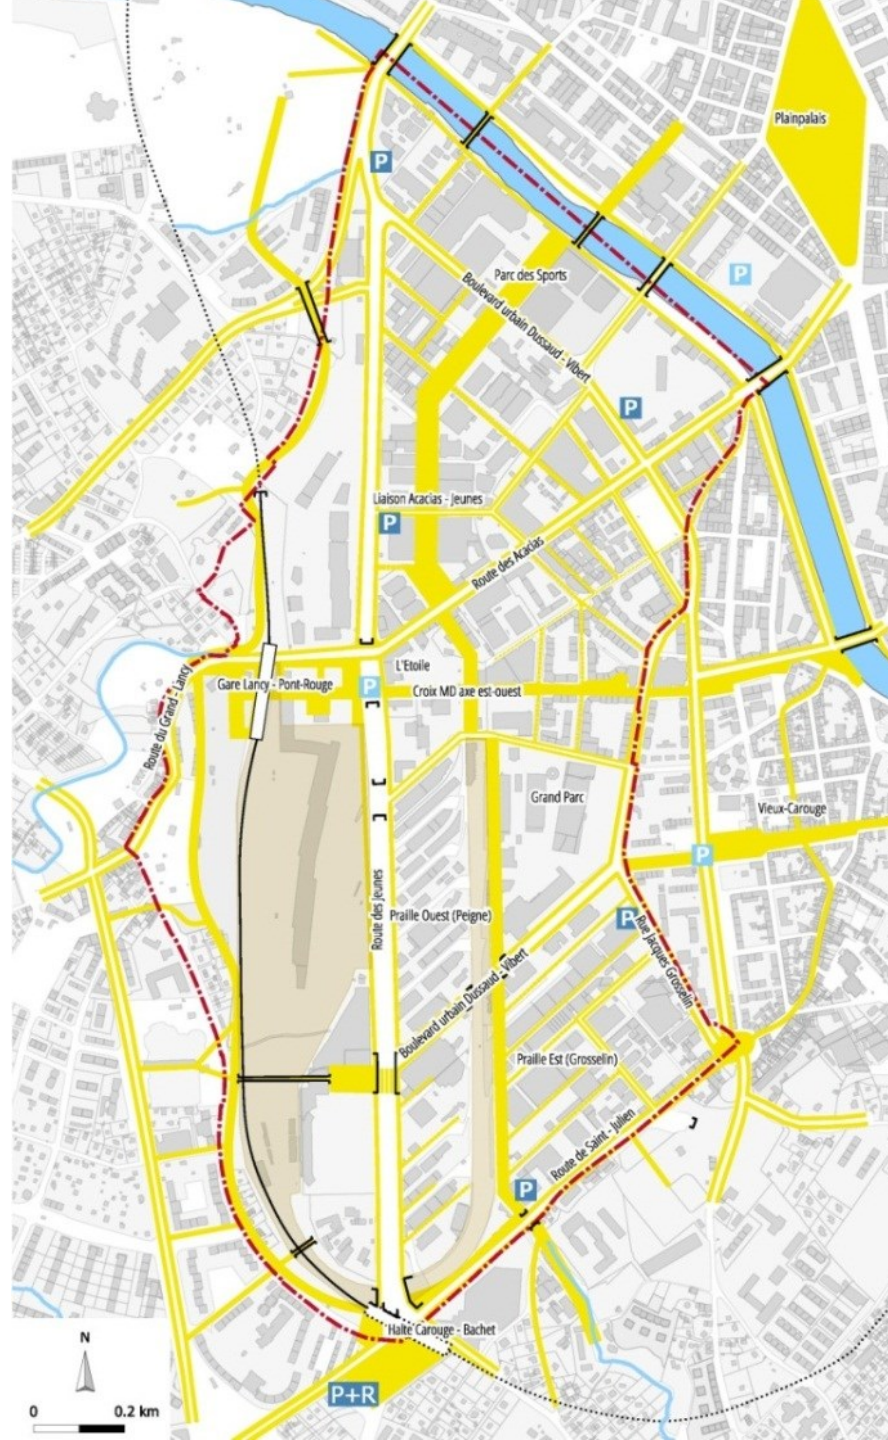 Plainpalais
P
Parc des Sports
P
Boulevard urbain Dussaud - Vibert
P
Liaison Acacias - Jeunes
P
Route des Acacias
L'Etoile
Gare Lancy - Pont-Rouge
P
Croix MD axe est-ouest
Route du Grand - Lancy
Grand Parc
Vieux-Carouge
P
Route des Jeunes
Praille Ouest (Peigne)
P
Rue Jacques Grosselin
Boulevard urbain Dussaud - Vibert
Praille Est (Grosselin)
Route de Saint - Julien
P
Halte Carouge - Bachet
N
P+R
0 0.2 km